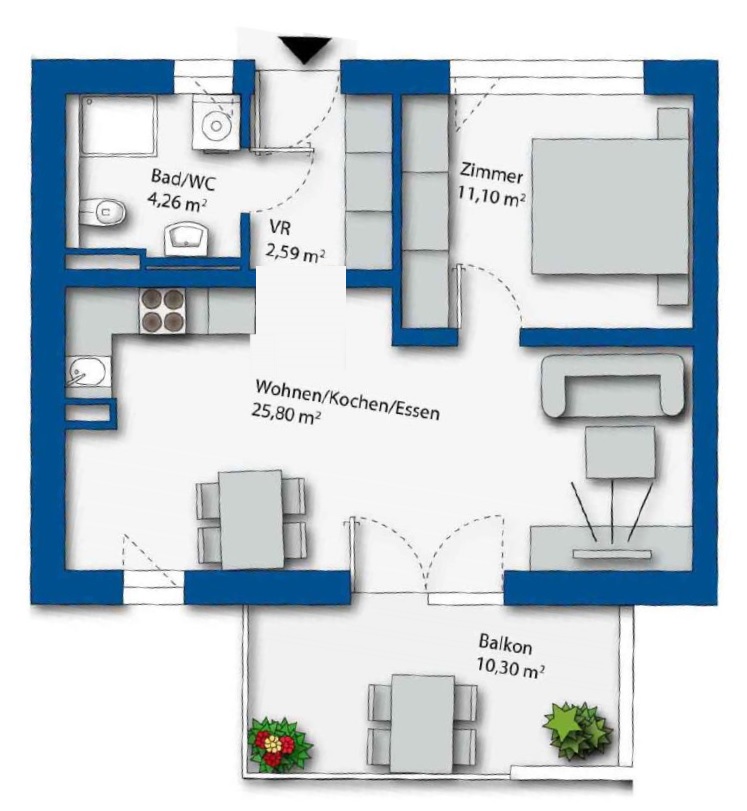 Bad/WC
4,26 m²
VR
2,59 m²
Zimmer
11,10 m²
Wohnen/Kochen/Essen
25,80 m²
Balkon
10,30 m²